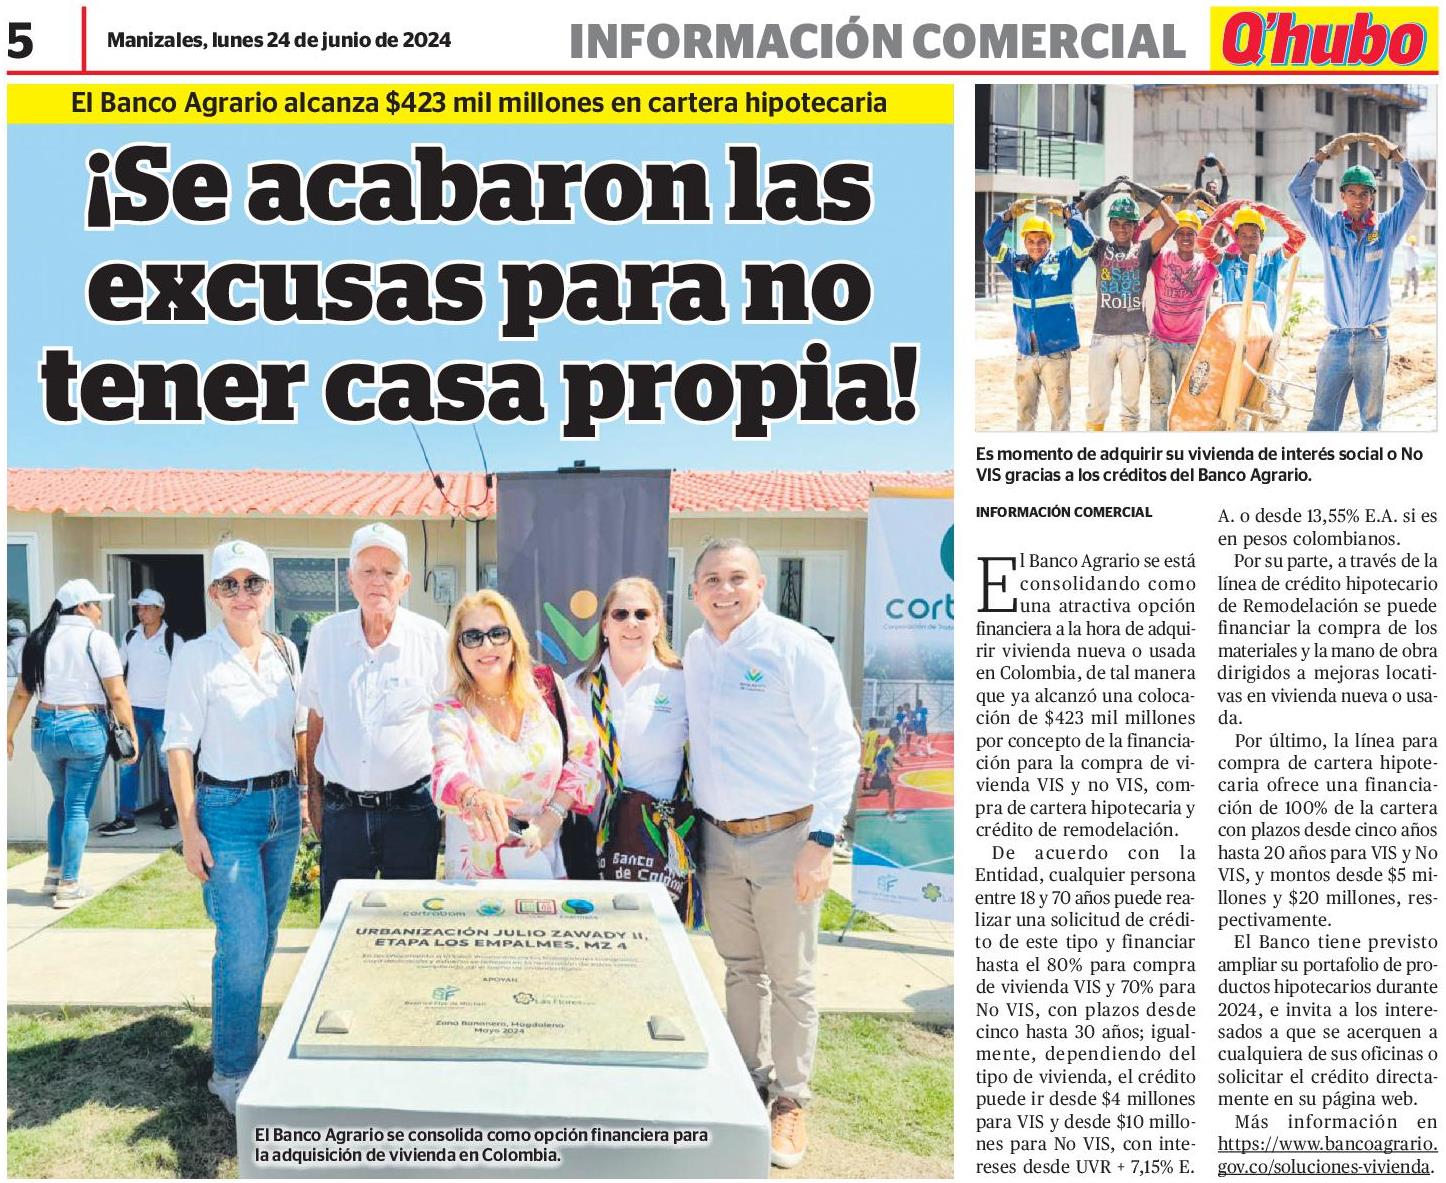 5
Manizales, lunes 24 de junio de 2024
INFORMACIÓN COMERCIAL
Q'hubo
El Banco Agrario alcanza $423 mil millones en cartera hipotecaria
¡Se acabaron las
excusas para no
tener casa propia!
cortrabam
URBANIZACIÓN JULIO ZAWADY II,
ETAPA LOS EMPALMES, MZ 4
APOYAN
Las Flores
Zona Bananera, Magdalena
Mayo 2024
Banco
de Colom
El Banco Agrario se consolida como opción financiera para
la adquisición de vivienda en Colombia.
Rolls
Es momento de adquirir su vivienda de interés social o No
VIS gracias a los créditos del Banco Agrario.
INFORMACIÓN COMERCIAL
El Banco Agrario se está
consolidando como
una atractiva opción
financiera a la hora de adqui-
rir vivienda nueva o usada
en Colombia, de tal manera
que ya alcanzó una coloca-
ción de $423 mil millones
por concepto de la financia-
ción para la compra de vi-
vienda VIS y no VIS, com-
pra de cartera hipotecaria y
crédito de remodelación.
De acuerdo con la
Entidad, cualquier persona
entre 18 y 70 años puede rea-
lizar una solicitud de crédi-
to de este tipo y financiar
hasta el 80% para compra
de vivienda VIS y 70% para
No VIS, con plazos desde
cinco hasta 30 años; igual-
mente, dependiendo del
tipo de vivienda, el crédito
puede ir desde $4 millones
para VIS y desde $10 millo-
nes para No VIS, con inte-
reses desde UVR + 7,15% E.
A. o desde 13,55% E.A. si es
en pesos colombianos.
Por su parte, a través de la
línea de crédito hipotecario
de Remodelación se puede
financiar la compra de los
materiales y la mano de obra
dirigidos a mejoras locati-
vas en vivienda nueva o usa-
da.
Por último, la línea para
compra de cartera hipote-
caria ofrece una financia-
ción de 100% de la cartera
con plazos desde cinco años
hasta 20 años para VIS y No
VIS, y montos desde $5 mi-
llones y $20 millones, res-
pectivamente.
El Banco tiene previsto
ampliar su portafolio de pro-
ductos hipotecarios durante
2024, e invita a los intere-
sados a que se acerquen a
cualquiera de sus oficinas o
solicitar el crédito directa-
mente en su página web.
Más información en
https://www.bancoagrario.
gov.co/soluciones-vivienda.